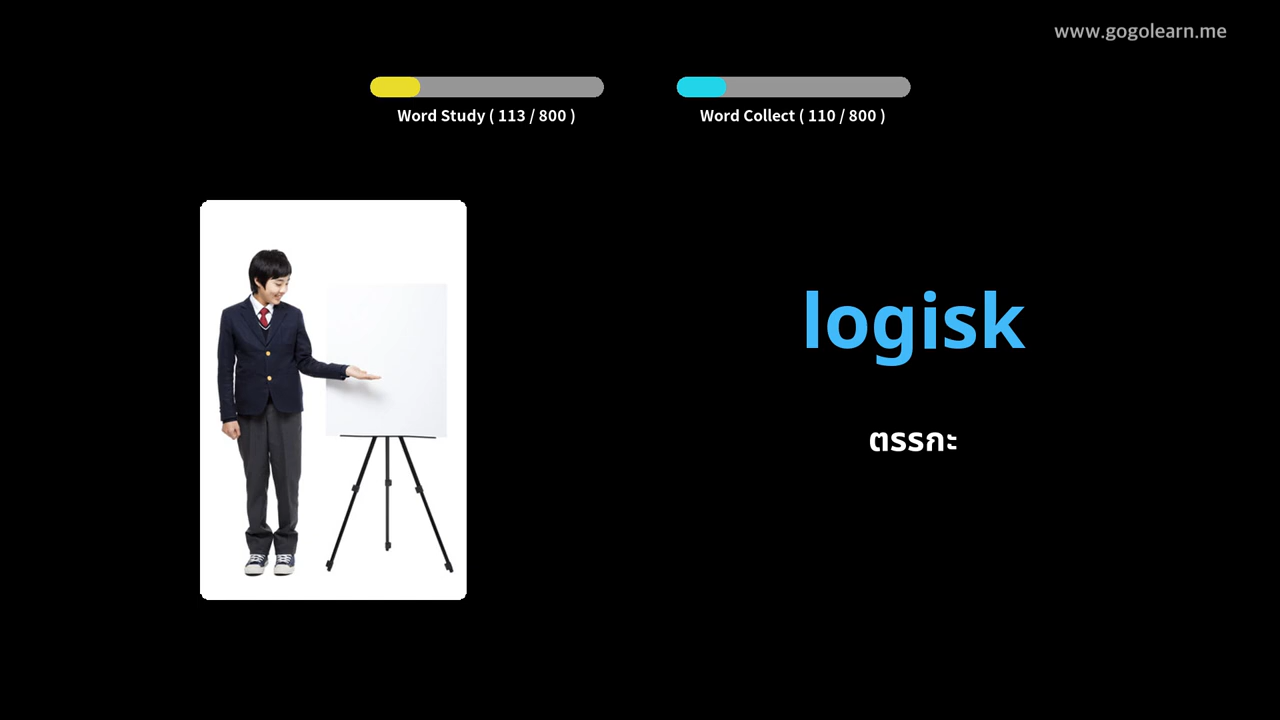 www.gogolearn.me
Word Study ( 113 / 800 )
Word Collect ( 110 / 800 )
logisk
ตรรกะ